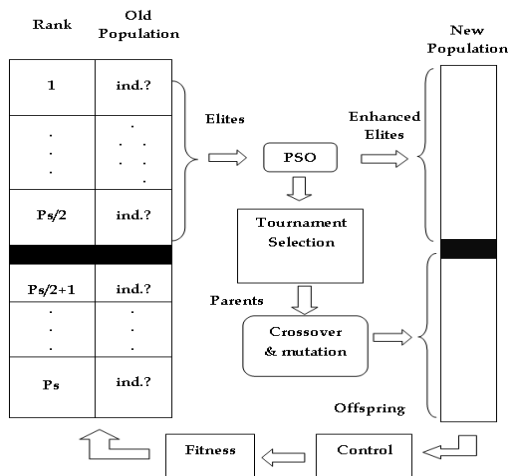 Rank
Old
Population
New
Population
1
ind.?
Elites
Enhanced
Elites
PSO
Ps/2
ind.?
Tournament
Selection
Ps/2+1
ind.?
Parents
Crossover
& mutation
Ps
ind.?
Offspring
Fitness
Control